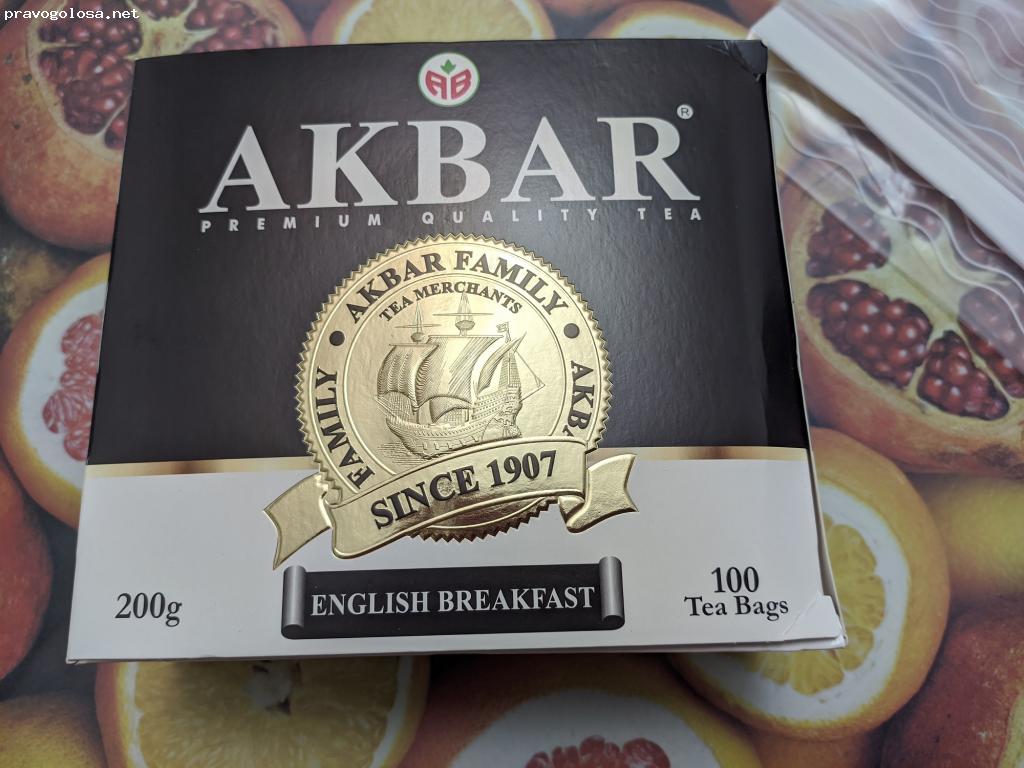 pravogolosa.net
AB
AKBAR®
PREMIUM QUALITY TEA
AKBAR FAMILY
TEA MERCHANTS
FAMILY
AKBA
SINCE 1907
200g
ENGLISH BREAKFAST
100
Tea Bags